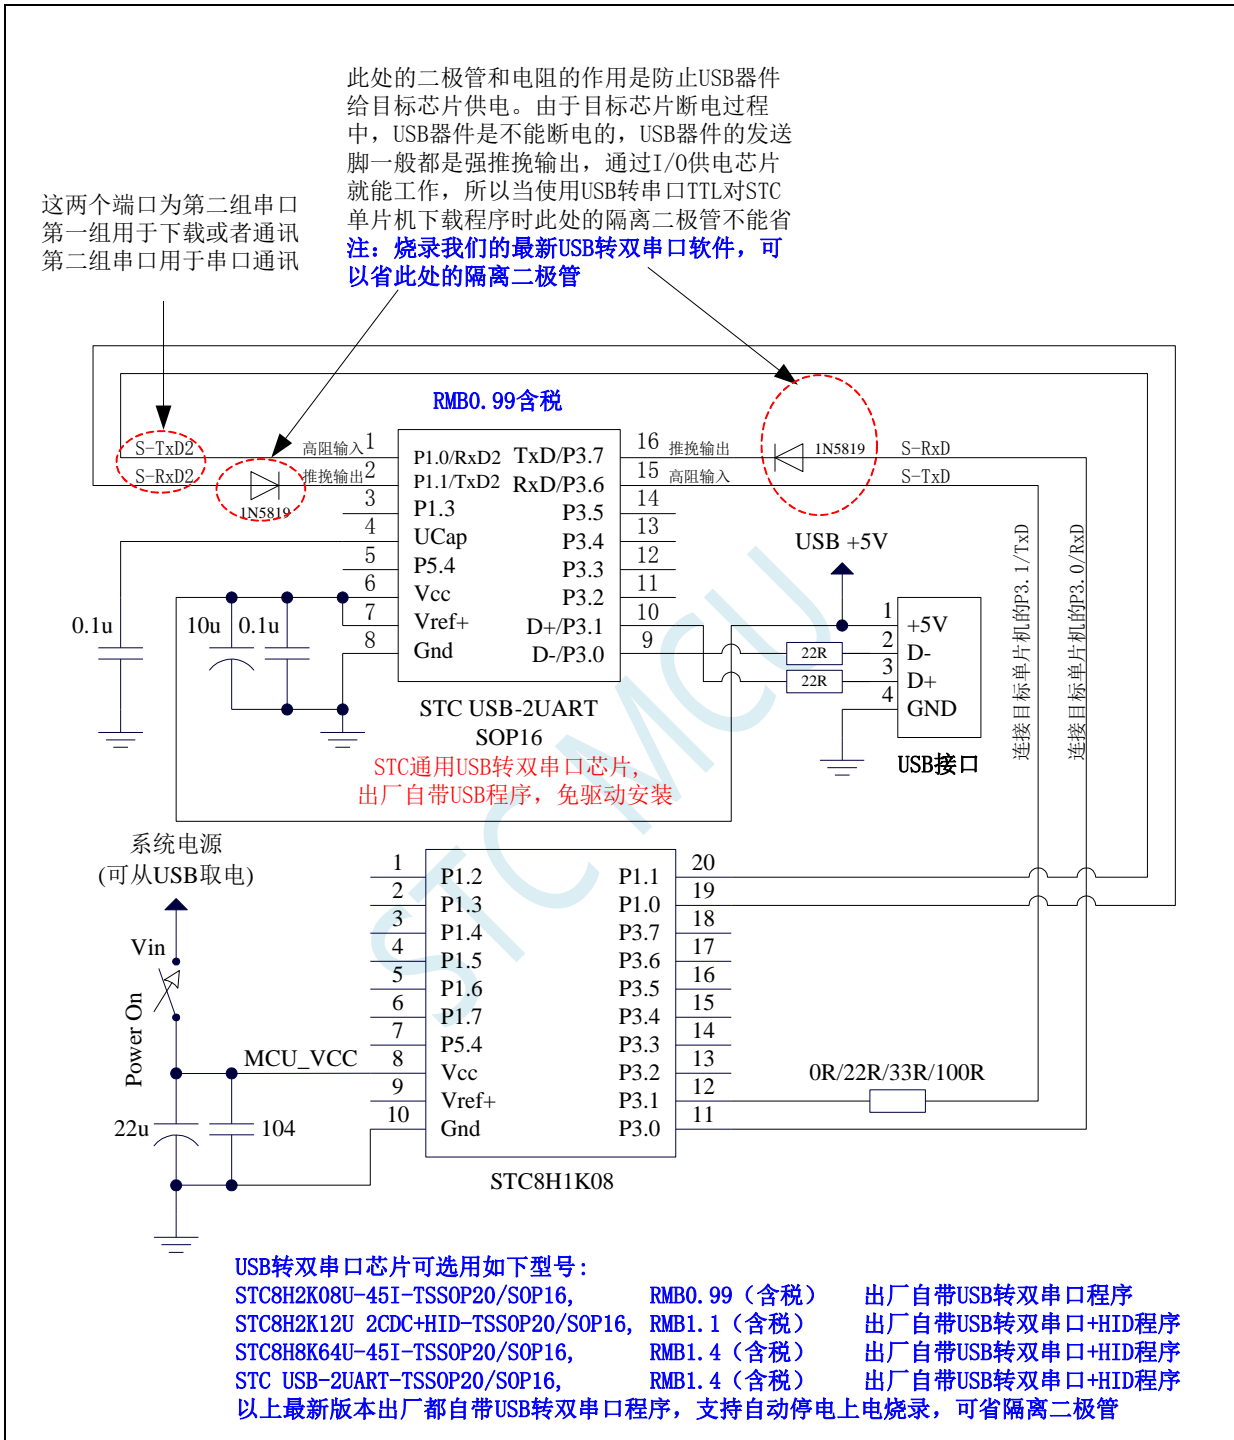 此处的二极管和电阻的作用是防止USB器件
给目标芯片供电。由于目标芯片断电过程
中，USB器件是不能断电的，USB器件的发送
脚一般都是强推挽输出，通过I/O供电芯片
就能工作，所以当使用USB转串口TTL对STC
单片机下载程序时此处的隔离二极管不能省
注：烧录我们的最新USB转双串口软件，可
以省此处的隔离二极管
这两个端口为第二组串口
第一组用于下载或者通讯
第二组串口用于串口通讯
RMB0.99含税
S-TxD2
高阻输入
1
P1.0/RxD2
TxD/P3.7
16
推挽输出
1N5819
S-RxD
S-RxD2
1N5819
推挽输出
2
P1.1/TxD2
RxD/P3.6
15
高阻输入
S-TxD
3
P1.3
P3.5
14
4
UCap
P3.4
13
5
P5.4
P3.3
12
6
Vcc
P3.2
11
7
Vref+
D+/P3.1
10
8
Gnd
D-/P3.0
9
0.1u
10u
0.1u
STC USB-2UART
SOP16
STC通用USB转双串口芯片，
出厂自带USB程序，免驱动安装
USB +5V
22R
22R
1
+5V
2
D-
3
D+
4
GND
USB接口
连接目标单片机的P3.1/TxD
连接目标单片机的P3.0/RxD
系统电源
(可从USB取电)
Vin
Power On
MCU_VCC
22u
104
1
P1.2
P1.1
20
2
P1.3
P1.0
19
3
P1.4
P3.7
18
4
P1.5
P3.6
17
5
P1.6
P3.5
16
6
P1.7
P3.4
15
7
P5.4
P3.3
14
8
Vcc
P3.2
13
9
Vref+
P3.1
12
10
Gnd
P3.0
11
0R/22R/33R/100R
STC8H1K08
STC MCU
USB转双串口芯片可选用如下型号：
STC8H2K08U-45I-TSSOP20/SOP16, RMB0.99（含税） 出厂自带USB转双串口程序
STC8H2K12U 2CDC+HID-TSSOP20/SOP16, RMB1.1（含税） 出厂自带USB转双串口+HID程序
STC8H8K64U-45I-TSSOP20/SOP16, RMB1.4（含税） 出厂自带USB转双串口+HID程序
STC USB-2UART-TSSOP20/SOP16, RMB1.4（含税） 出厂自带USB转双串口+HID程序
以上最新版本出厂都自带USB转双串口程序，支持自动停电上电烧录，可省隔离二极管